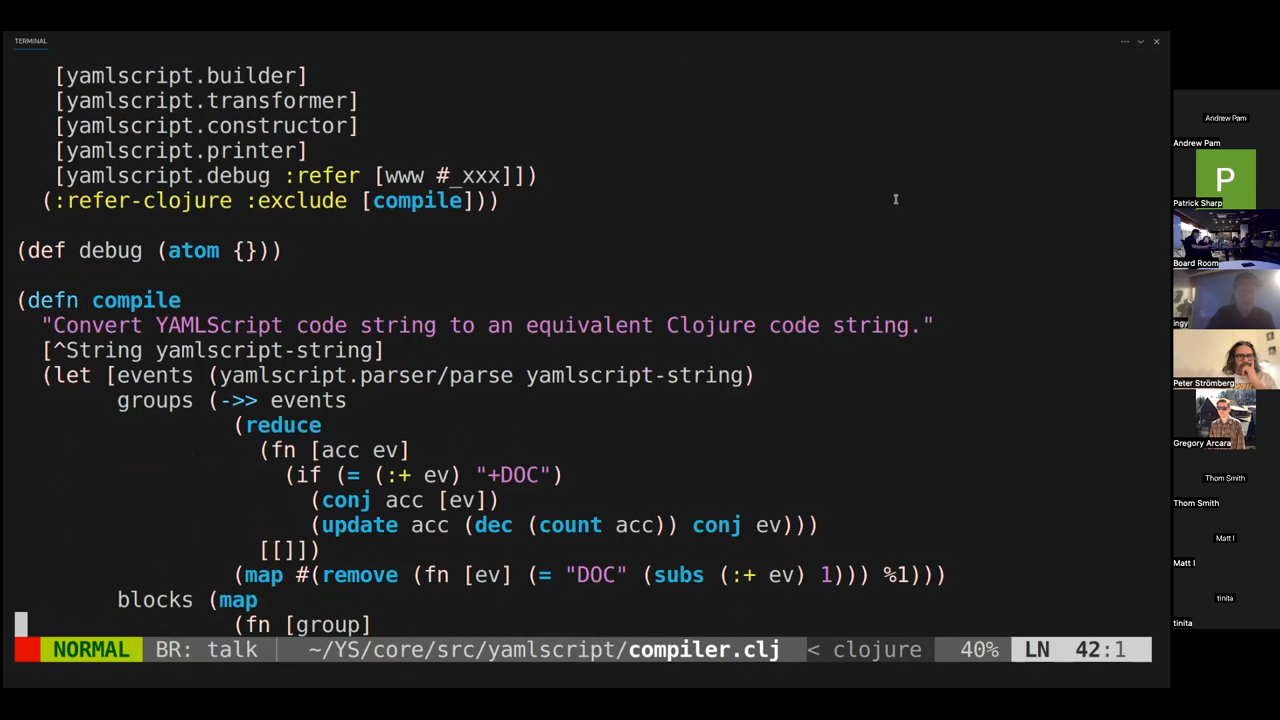 TERMINAL
[yamlscript.builder]
[yamlscript.transformer]
[yamlscript.constructor]
[yamlscript.printer]
[yamlscript.debug :refer [www #_xxx]])
(:refer-clojure :exclude [compile]))
(def debug (atom {}))
(defn compile
"Convert YAMLScript code string to an equivalent Clojure code string."
[^String yamlscript-string]
(let [events (yamlscript.parser/parse yamlscript-string)
groups (->> events
(reduce
(fn [acc ev]
(if (= (:+ ev) "+DOC")
(conj acc [ev])
(update acc (dec (count acc)) conj ev)))
[[]])
(map #(remove (fn [ev] (= "DOC" (subs (:+ ev) 1))) %1)))
blocks (map
(fn [group]
NORMAL BR: talk ~/YS/core/src/yamlscript/compiler.clj < clojure 40% LN 42:1
Andrew Pam
Andrew Pam
P
Patrick Sharp
Board Room
ingy
Peter Strömberg
Gregory Arcara
Thom Smith
Thom Smith
Matt I
Matt I
tinita
tinita